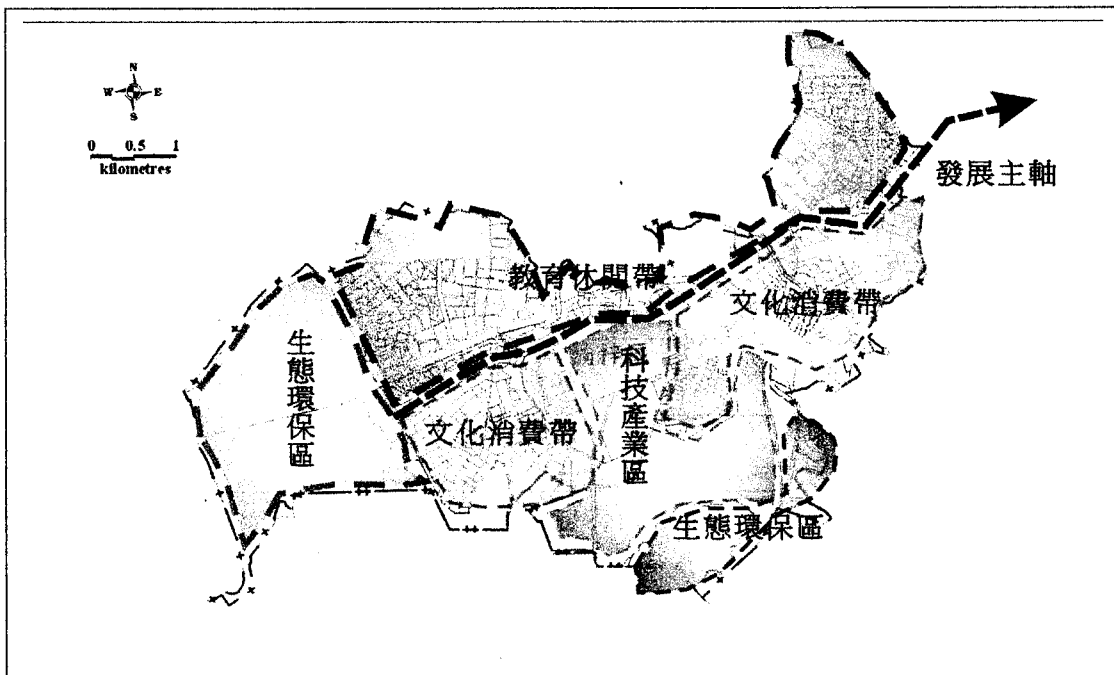 N
W E
S
0 0.5 1
kilometres
發展主軸
教育休閒帶
文化消費帶
生態環保區
科技產業區
文化消費帶
生態環保區